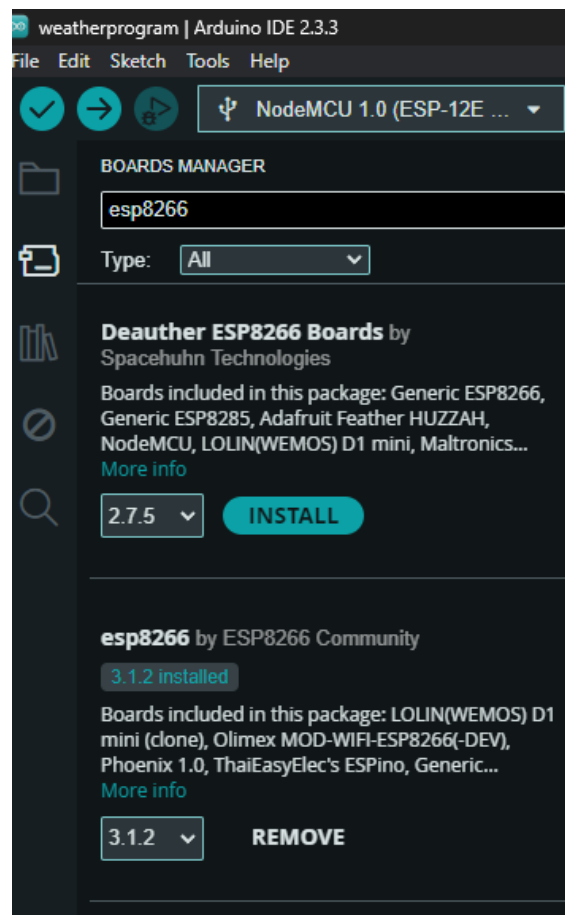 weatherprogram | Arduino IDE 2.3.3
File Edit Sketch Tools Help
NodeMCU 1.0 (ESP-12E ...
BOARDS MANAGER
esp8266
Type: All
Deauther ESP8266 Boards by
Spacehuhn Technologies
Boards included in this package: Generic ESP8266,
Generic ESP8285, Adafruit Feather HUZZAH,
NodeMCU, LOLIN(WEMOS) D1 mini, Maltronics...
More info
2.7.5 INSTALL
esp8266 by ESP8266 Community
3.1.2 installed
Boards included in this package: LOLIN(WEMOS) D1
mini (clone), Olimex MOD-WIFI-ESP8266(-DEV),
Phoenix 1.0, ThaiEasyElec's ESPino, Generic...
More info
3.1.2 REMOVE